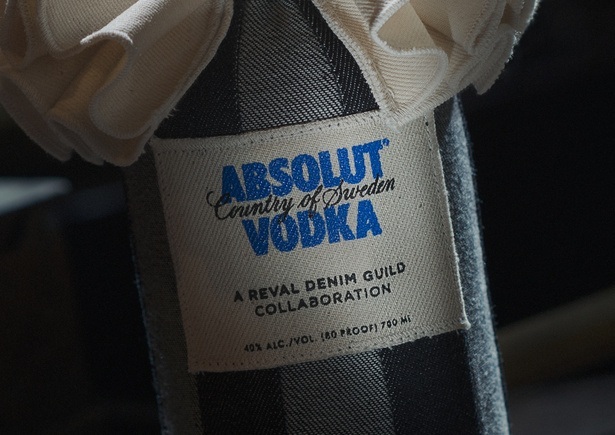 ABSOLUT
Country of Sweden
VODKA
A REVAL DENIM GUILD
COLLABORATION
40% ALC./VOL. (80 PROOF) 700 Ml